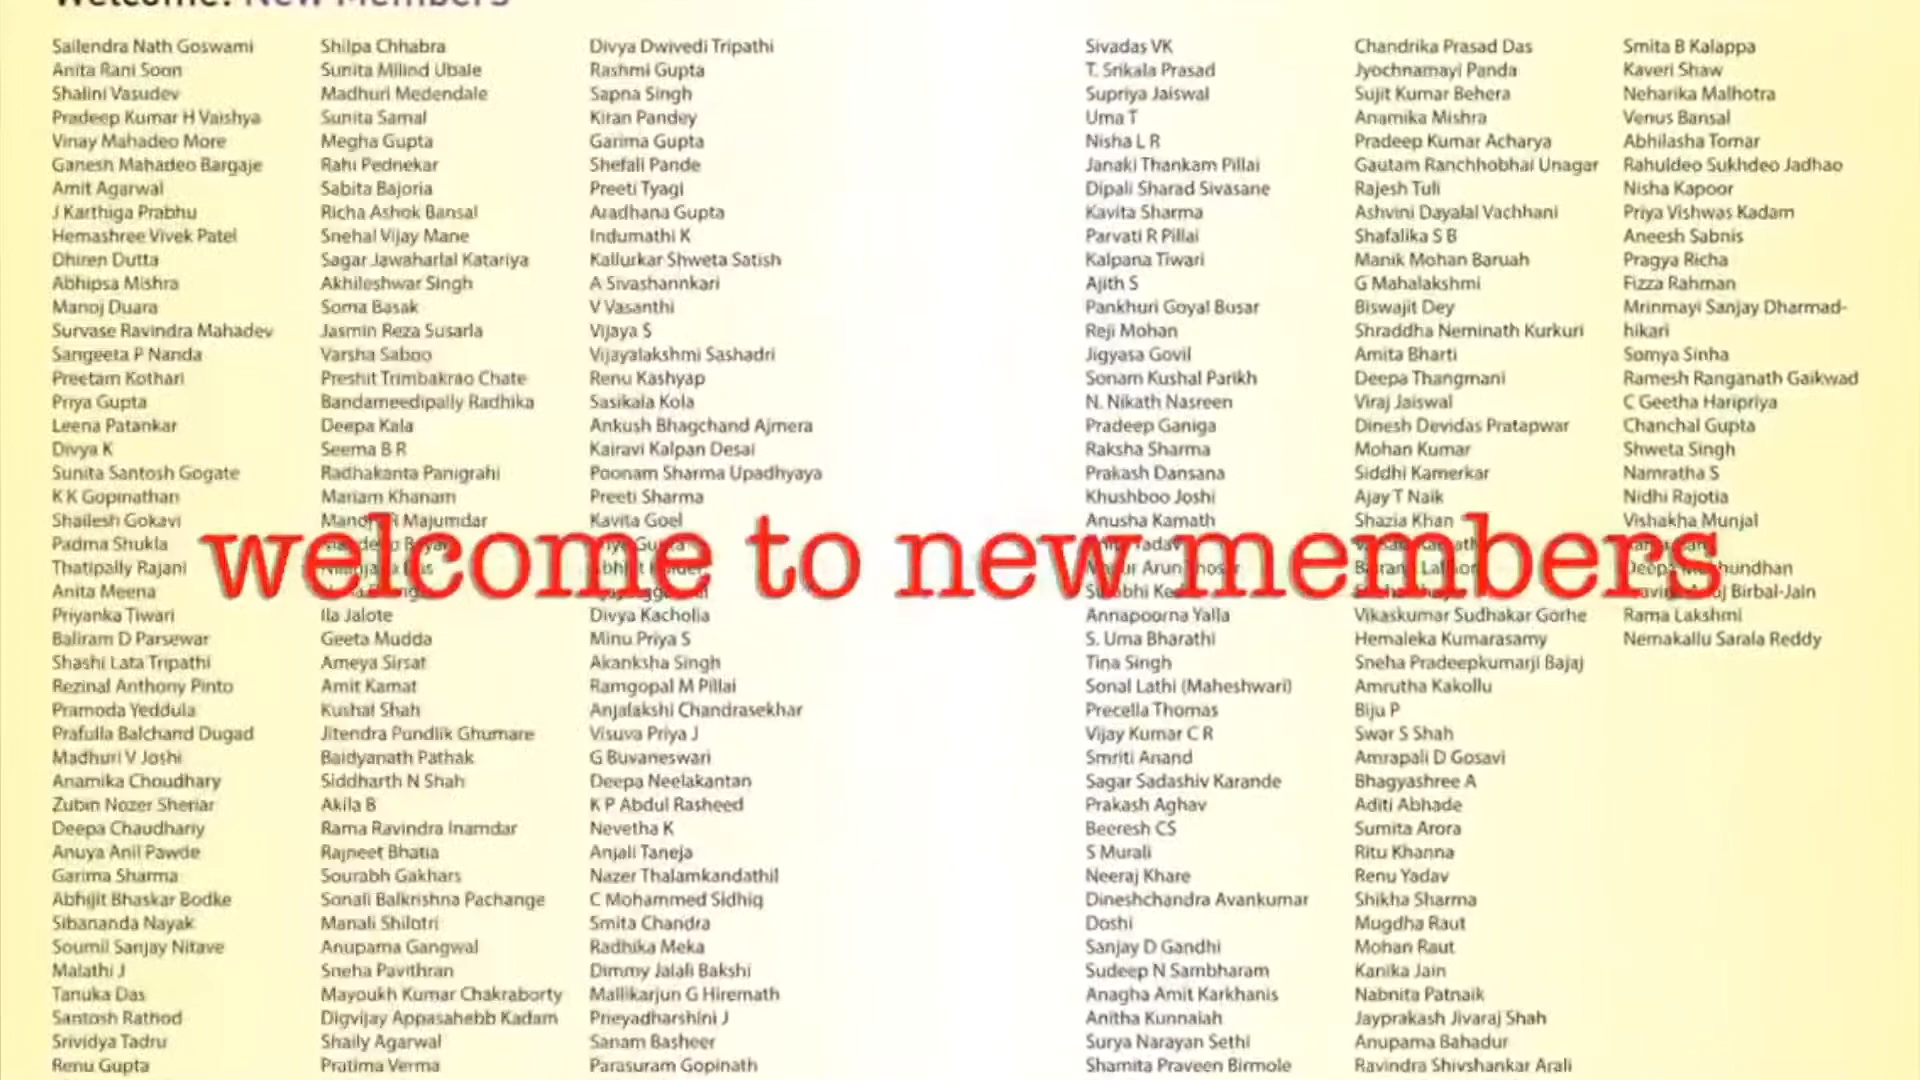 Welcome: New Members
Sailendra Nath Goswami
Anita Rani Soon
Shalini Vasudev
Pradeep Kumar H Vaishya
Vinay Mahadeo More
Ganesh Mahadeo Bargaje
Amit Agarwal
J Karthiga Prabhu
Hemashree Vivek Patel
Dhiren Dutta
Abhipsa Mishra
Manoj Duara
Survase Ravindra Mahadev
Sangeeta P Nanda
Preetam Kothari
Priya Gupta
Leena Patankar
Divya K
Sunita Santosh Gogate
K K Gopinathan
Shailesh Gokavi
Padma Shukla
Thatipally Rajani
Anita Meena
Priyanka Tiwari
Baliram D Parsewar
Shashi Lata Tripathi
Rezinal Anthony Pinto
Pramoda Yeddula
Prafulla Balchand Dugad
Madhuri V Joshi
Anamika Choudhary
Zubin Nozer Sheriar
Deepa Chaudhariy
Anuya Anil Pawde
Garima Sharma
Abhijit Bhaskar Bodke
Sibananda Nayak
Soumil Sanjay Nitave
Malathi J
Tanuka Das
Santosh Rathod
Srividya Tadru
Renu Gupta
Shilpa Chhabra
Sunita Milind Ubale
Madhuri Medendale
Sunita Samal
Megha Gupta
Rahi Pednekar
Sabita Bajoria
Richa Ashok Bansal
Snehal Vijay Mane
Sagar Jawaharlal Katariya
Akhileshwar Singh
Soma Basak
Jasmin Reza Susarla
Varsha Saboo
Preshit Trimbakrao Chate
Bandameedipally Radhika
Deepa Kala
Seema B R
Radhakanta Panigrahi
Mariam Khanam
Majumdar
Ila Jalote
Geeta Mudda
Ameya Sirsat
Amit Kamat
Kushal Shah
Jitendra Pundlik Ghumare
Baidyanath Pathak
Siddharth N Shah
Akila B
Rama Ravindra Inamdar
Rajneet Bhatia
Sourabh Gakhars
Sonali Balkrishna Pachange
Manali Shilotri
Anupama Gangwal
Sneha Pavithran
Mayoukh Kumar Chakraborty
Digvijay Appasahebb Kadam
Shaily Agarwal
Pratima Verma
Divya Dwivedi Tripathi
Rashmi Gupta
Sapna Singh
Kiran Pandey
Garima Gupta
Shefali Pande
Preeti Tyagi
Aradhana Gupta
Indumathi K
Kallurkar Shweta Satish
A Sivashannkari
V Vasanthi
Vijaya S
Vijayalakshmi Sashadri
Renu Kashyap
Sasikala Kola
Ankush Bhagchand Ajmera
Kairavi Kalpan Desai
Poonam Sharma Upadhyaya
Preeti Sharma
Kavita Goel
Divya Kacholia
Minu Priya S
Akanksha Singh
Ramgopal M Pillai
Anjalakshi Chandrasekhar
Visuva Priya J
G Buvaneswari
Deepa Neelakantan
K P Abdul Rasheed
Nevetha K
Anjali Taneja
Nazer Thalamkandathil
C Mohammed Sidhiq
Smita Chandra
Radhika Meka
Dimmy Jalali Bakshi
Mallikarjun G Hiremath
Prieyadharshini J
Sanam Basheer
Parasuram Gopinath
welcome to new members
Sivadas VK
T. Srikala Prasad
Supriya Jaiswal
Uma T
Nisha L R
Janaki Thankam Pillai
Dipali Sharad Sivasane
Kavita Sharma
Parvati R Pillai
Kalpana Tiwari
Ajith S
Pankhuri Goyal Busar
Reji Mohan
Jigyasa Govil
Sonam Kushal Parikh
N. Nikath Nasreen
Pradeep Ganiga
Raksha Sharma
Prakash Dansana
Khushboo Joshi
Anusha Kamath
Arun
Annapoorna Yalla
S. Uma Bharathi
Tina Singh
Sonal Lathi (Maheshwari)
Precella Thomas
Vijay Kumar C R
Smriti Anand
Sagar Sadashiv Karande
Prakash Aghav
Beeresh CS
S Murali
Neeraj Khare
Dineshchandra Avankumar
Doshi
Sanjay D Gandhi
Sudeep N Sambharam
Anagha Amit Karkhanis
Anitha Kunnaiah
Surya Narayan Sethi
Shamita Praveen Birmole
Chandrika Prasad Das
Jyochnamayi Panda
Sujit Kumar Behera
Anamika Mishra
Pradeep Kumar Acharya
Gautam Ranchhobhai Unagar
Rajesh Tuli
Ashvini Dayalal Vachhani
Shafalika S B
Manik Mohan Baruah
G Mahalakshmi
Biswajit Dey
Shraddha Neminath Kurkuri
Amita Bharti
Deepa Thangmani
Viraj Jaiswal
Dinesh Devidas Pratapwar
Mohan Kumar
Siddhi Kamerkar
Ajay T Naik
Shazia Khan
Vikaskumar Sudhakar Gorhe
Hemaleka Kumarasamy
Sneha Pradeepkumarji Bajaj
Amrutha Kakollu
Biju P
Swar S Shah
Amrapali D Gosavi
Bhagyashree A
Aditi Abhade
Sumita Arora
Ritu Khanna
Renu Yadav
Shikha Sharma
Mugdha Raut
Mohan Raut
Kanika Jain
Nabnita Patnaik
Jayprakash Jivaraj Shah
Anupama Bahadur
Ravindra Shivshankar Arali
Smita B Kalappa
Kaveri Shaw
Neharika Malhotra
Venus Bansal
Abhilasha Tomar
Rahuldeo Sukhdeo Jadhao
Nisha Kapoor
Priya Vishwas Kadam
Aneesh Sabnis
Pragya Richa
Fizza Rahman
Mrinmayi Sanjay Dharmad-
hikari
Somya Sinha
Ramesh Ranganath Gaikwad
C Geetha Haripriya
Chanchal Gupta
Shweta Singh
Namratha S
Nidhi Rajotia
Vishakha Munjal
Deepa
Birbal-Jain
Rama Lakshmi
Nemakallu Sarala Reddy